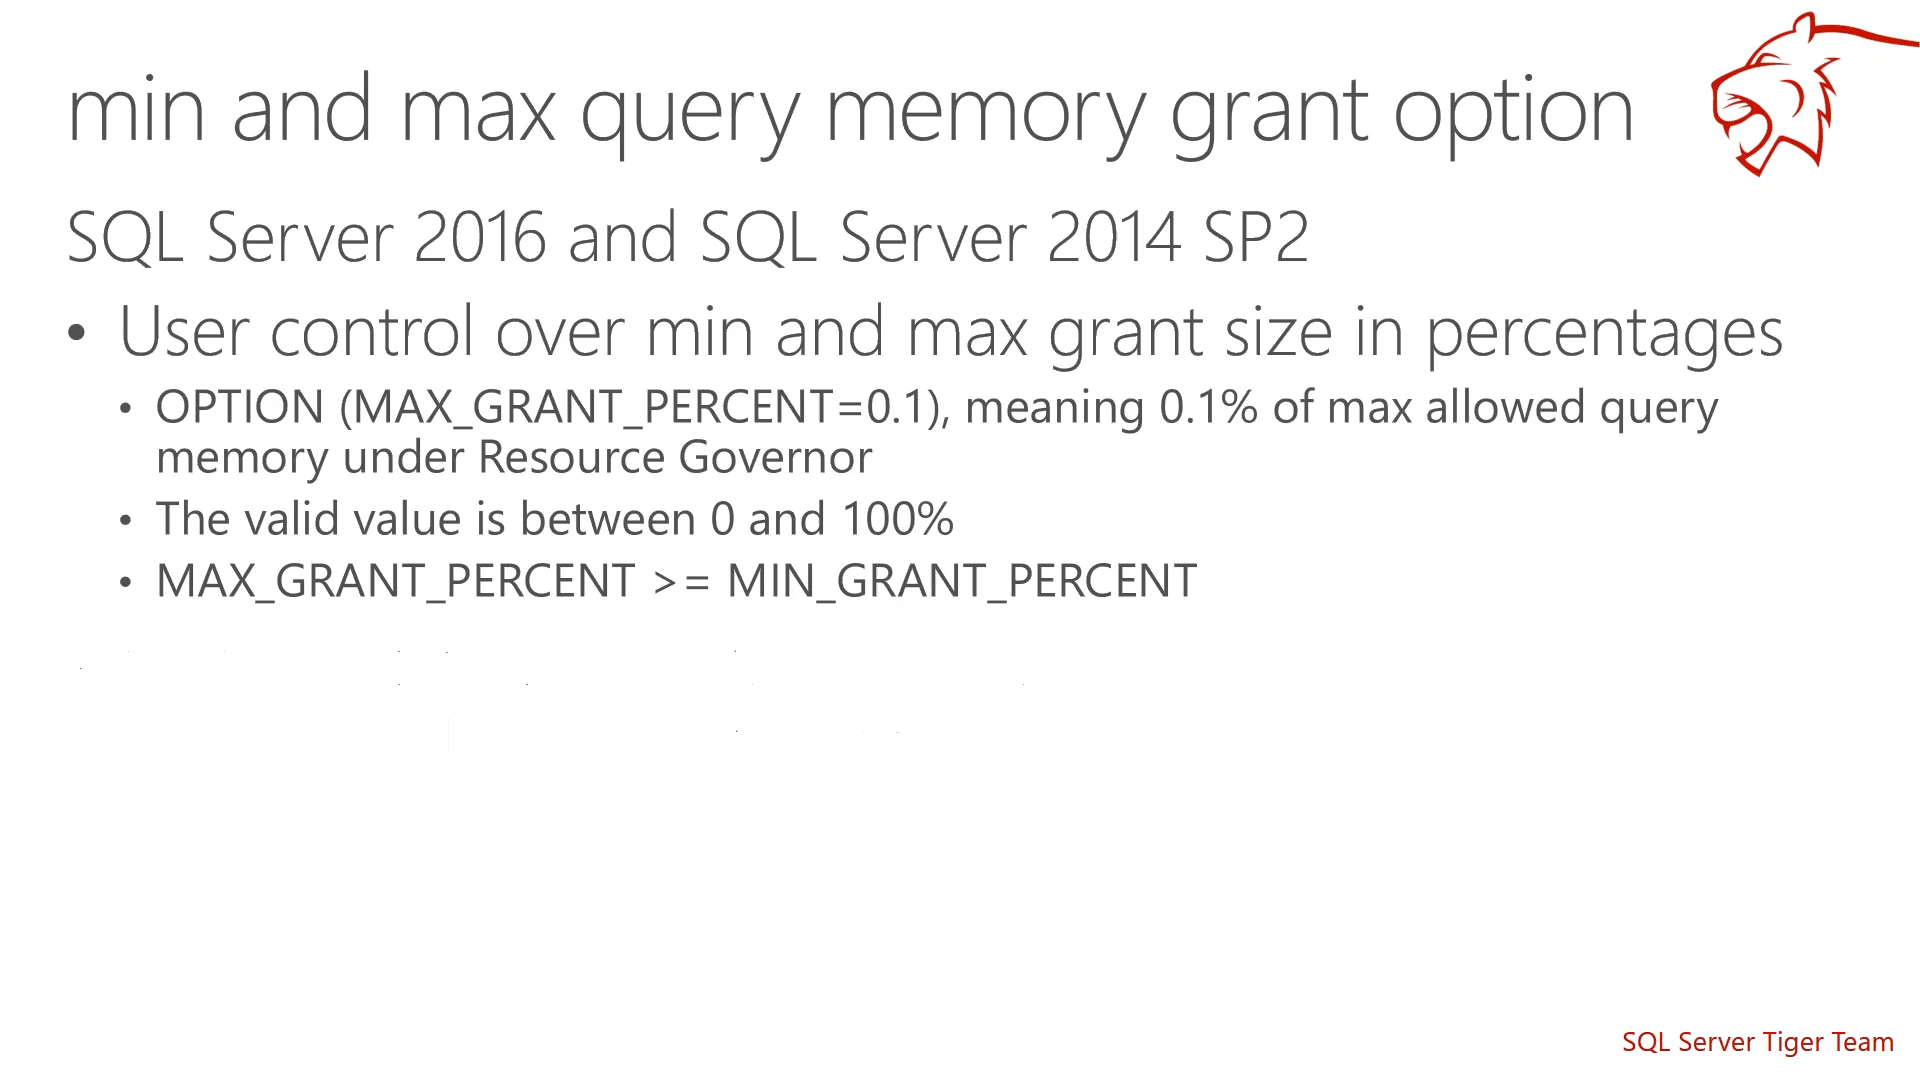 min and max query memory grant option
SQL Server 2016 and SQL Server 2014 SP2
• User control over min and max grant size in percentages
• OPTION (MAX_GRANT_PERCENT=0.1), meaning 0.1% of max allowed query
memory under Resource Governor
• The valid value is between 0 and 100%
• MAX_GRANT_PERCENT >= MIN_GRANT_PERCENT
SQL Server Tiger Team